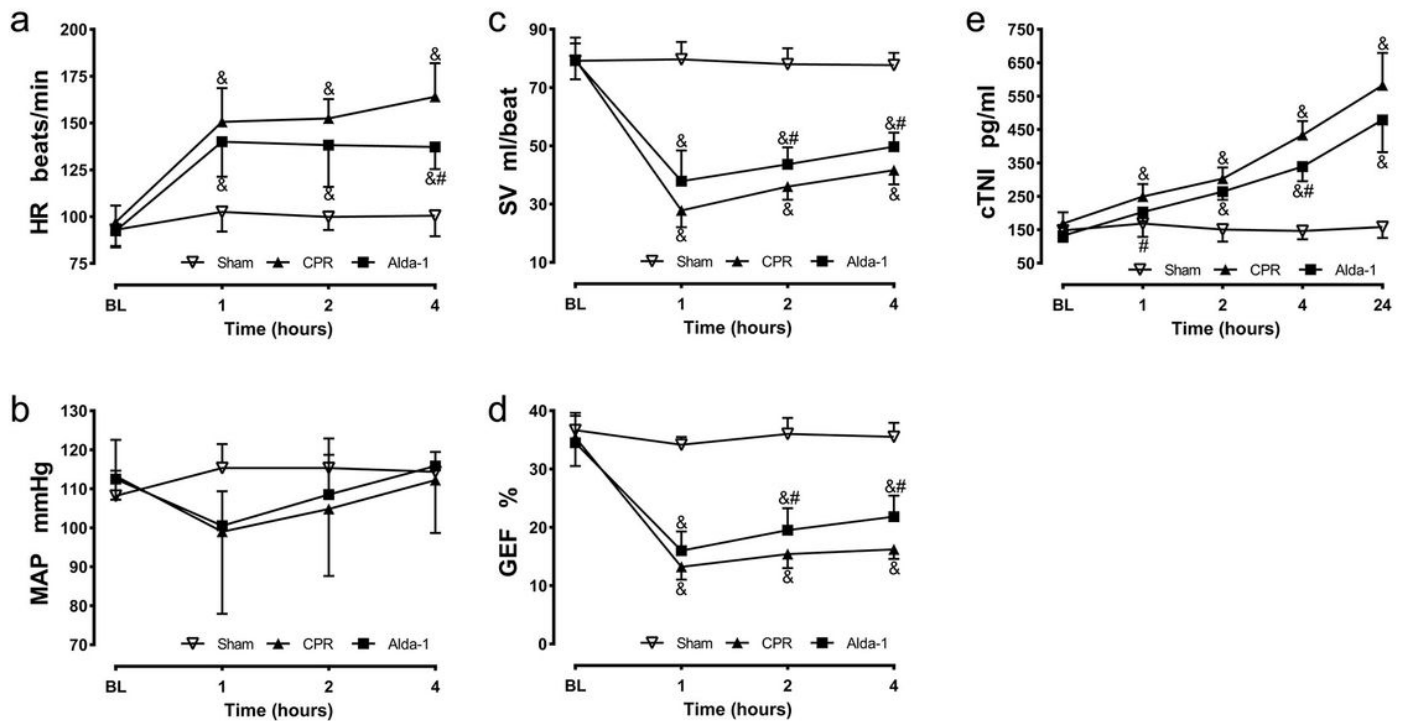 a
HR beats/min
200
175
150
125
100
75
& & &
& & &#
Sham CPR Alda-1
BL 1 2 4
Time (hours)
b
MAP mmHg
130
120
110
100
90
80
70
Sham CPR Alda-1
BL 1 2 4
Time (hours)
c
SV ml/beat
90
70
50
30
10
& &# &#
& & &
Sham CPR Alda-1
BL 1 2 4
Time (hours)
d
GEF %
40
30
20
10
0
& &# &#
& & &
Sham CPR Alda-1
BL 1 2 4
Time (hours)
e
cTNI pg/ml
750
650
550
450
350
250
150
50
& & & &
# & &# &
Sham CPR Alda-1
BL 1 2 4 24
Time (hours)